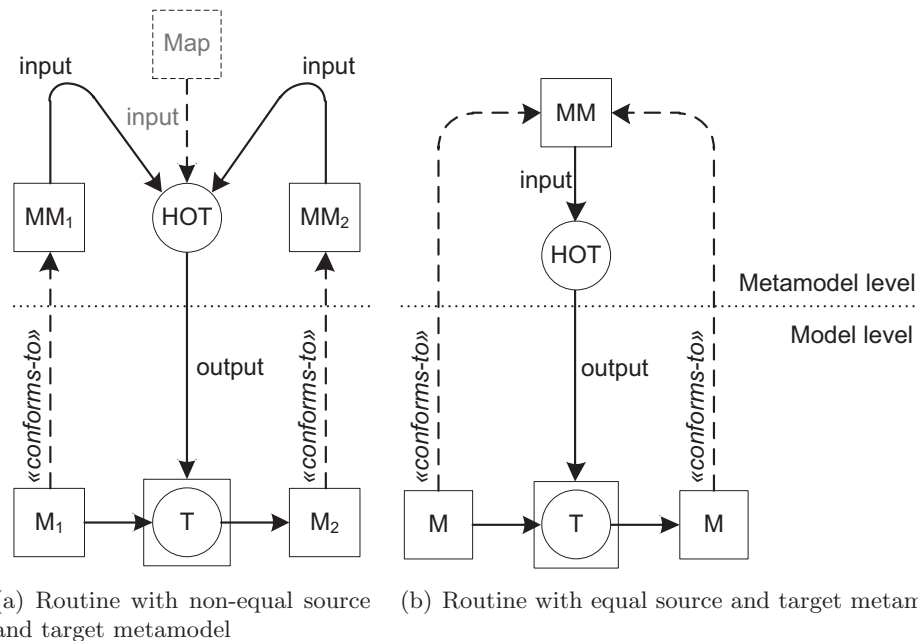 Map
input
input
input
MM
MM₁
HOT
MM₂
input
HOT
Metamodel level
Model level
«conforms-to»
output
«conforms-to»
«conforms-to»
output
«conforms-to»
M₁
T
M₂
M
T
M
(a) Routine with non-equal source
and target metamodel
(b) Routine with equal source and target metam